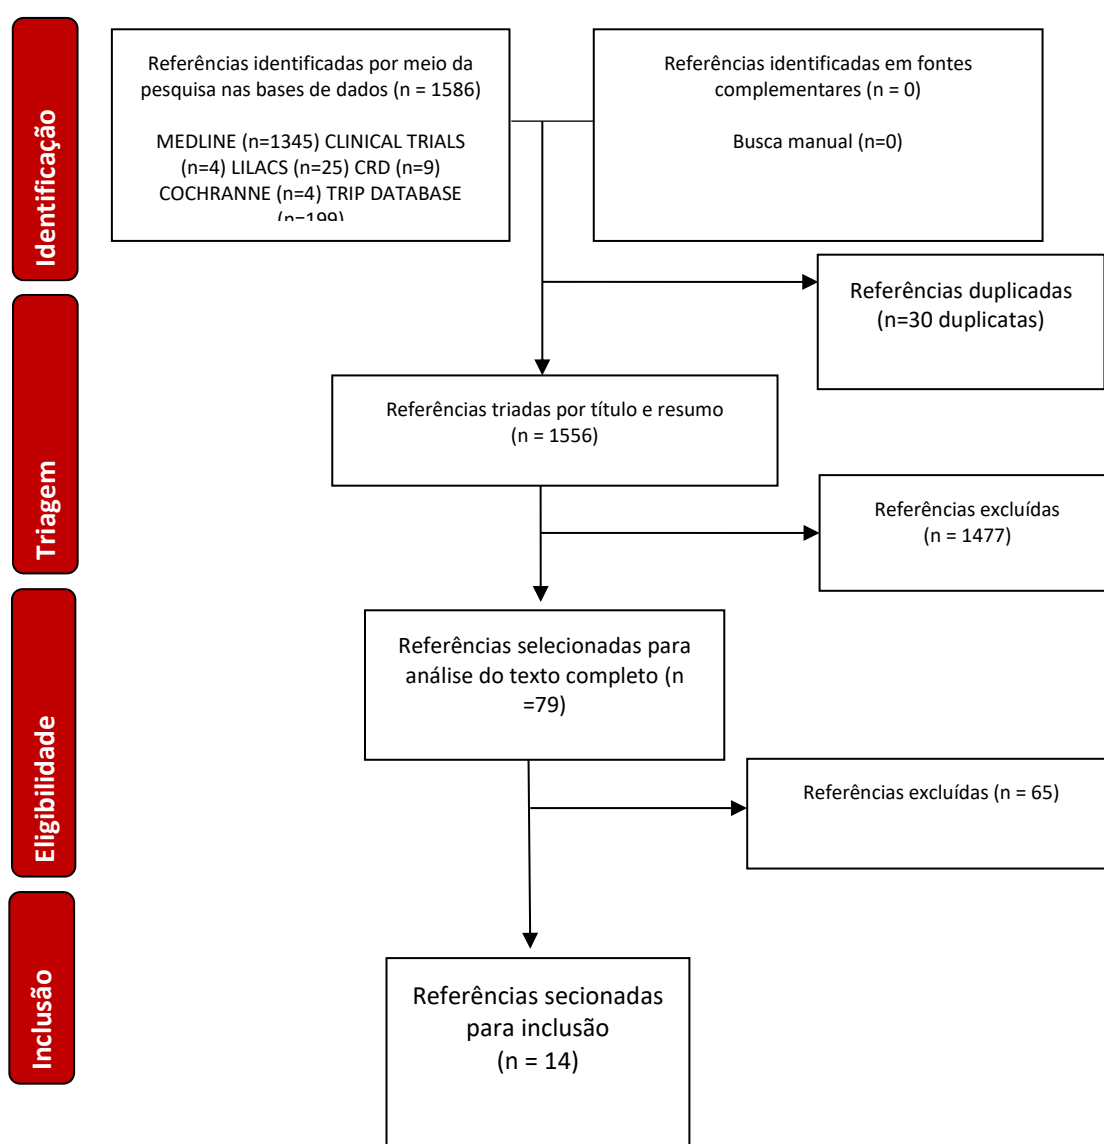 Identificação
Referências identificadas por meio da
pesquisa nas bases de dados (n = 1586)
MEDLINE (n=1345) CLINICAL TRIALS
(n=4) LILACS (n=25) CRD (n=9)
COCHRANNE (n=4) TRIP DATABASE
(n=199)
Referências identificadas em fontes
complementares (n = 0)
Busca manual (n=0)
Referências duplicadas
(n=30 duplicatas)
Triagem
Referências triadas por título e resumo
(n = 1556)
Referências excluídas
(n = 1477)
Eligibilidade
Referências selecionadas para
análise do texto completo (n
=79)
Referências excluídas (n = 65)
Inclusão
Referências secionadas
para inclusão
(n = 14)